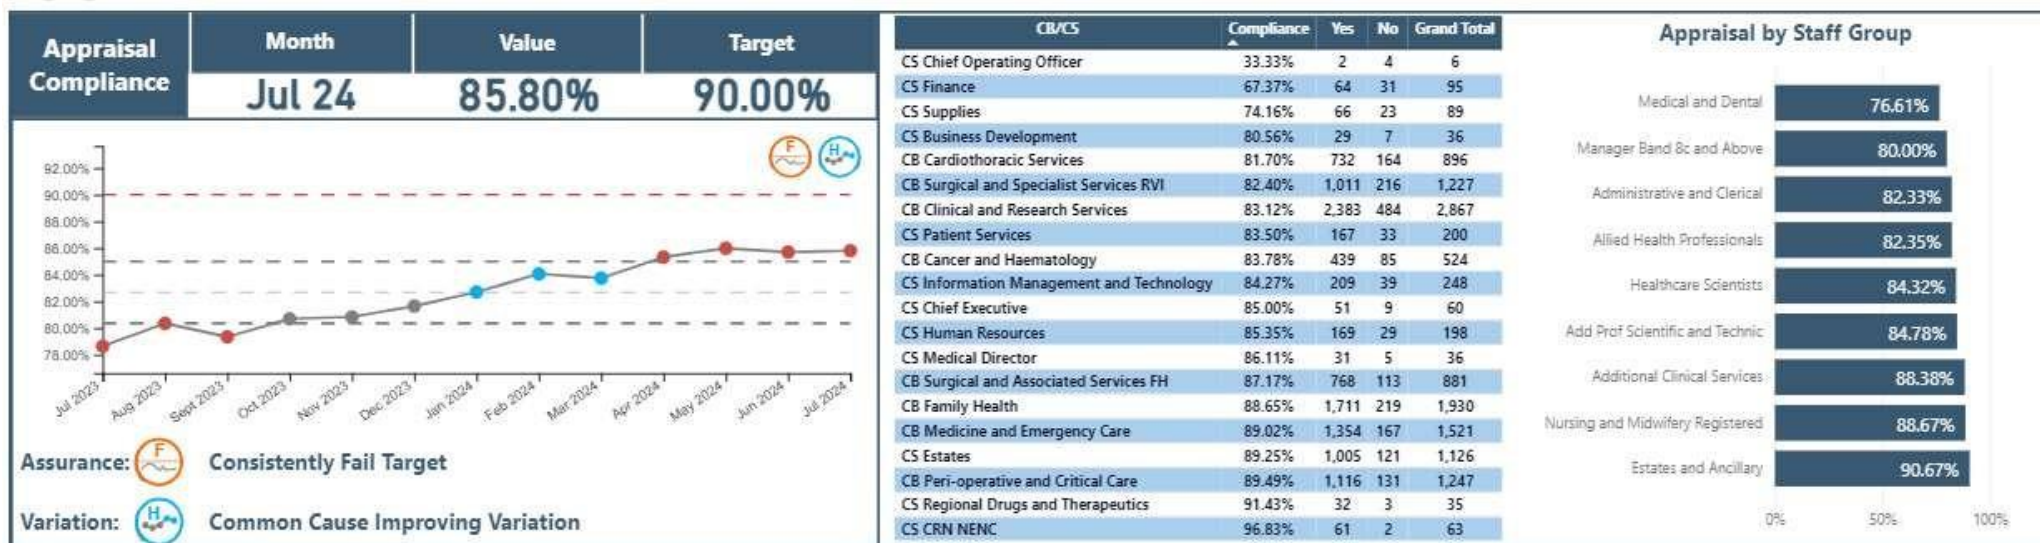 Appraisal Compliance
Month
Value
Target
Jul 24
85.80%
90.00%
F
H
92.00%
90.00%
88.00%
86.00%
84.00%
82.00%
80.00%
78.00%
Jul 2023
Aug 2023
Sept 2023
Oct 2023
Nov 2023
Dec 2023
Jan 2024
Feb 2024
Mar 2024
Apr 2024
May 2024
Jun 2024
Jul 2024
Assurance: F Consistently Fail Target
Variation: H Common Cause Improving Variation
CB/CS Compliance Yes No Grand Total
CS Chief Operating Officer 33.33% 2 4 6
CS Finance 67.37% 64 31 95
CS Supplies 74.16% 66 23 89
CS Business Development 80.56% 29 7 36
CB Cardiothoracic Services 81.70% 732 164 896
CB Surgical and Specialist Services RVI 82.40% 1,011 216 1,227
CB Clinical and Research Services 83.12% 2,383 484 2,867
CS Patient Services 83.50% 167 33 200
CB Cancer and Haematology 83.78% 439 85 524
CS Information Management and Technology 84.27% 209 39 248
CS Chief Executive 85.00% 51 9 60
CS Human Resources 85.35% 169 29 198
CS Medical Director 86.11% 31 5 36
CB Surgical and Associated Services FH 87.17% 768 113 881
CB Family Health 88.65% 1,711 219 1,930
CB Medicine and Emergency Care 89.02% 1,354 167 1,521
CS Estates 89.25% 1,005 121 1,126
CB Peri-operative and Critical Care 89.49% 1,116 131 1,247
CS Regional Drugs and Therapeutics 91.43% 32 3 35
CS CRN NENC 96.83% 61 2 63
Appraisal by Staff Group
Medical and Dental 76.61%
Manager Band 8c and Above 80.00%
Administrative and Clerical 82.33%
Allied Health Professionals 82.35%
Healthcare Scientists 84.32%
Add Prof Scientific and Technic 84.78%
Additional Clinical Services 88.38%
Nursing and Midwifery Registered 88.67%
Estates and Ancillary 90.67%
0% 50% 100%